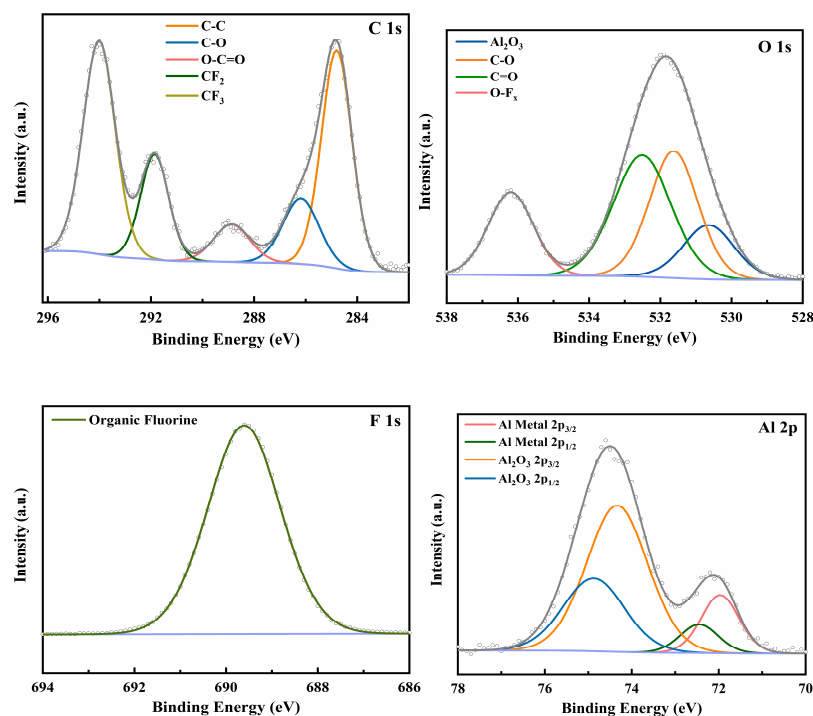 C-C
C-O
O-C=O
CF₂
CF₃
C 1s
Intensity (a.u.)
296 292 288 284
Binding Energy (eV)
Al₂O₃
C-O
C=O
O-Fₓ
O 1s
Intensity (a.u.)
538 536 534 532 530 528
Binding Energy (eV)
Organic Fluorine
F 1s
Intensity (a.u.)
694 692 690 688 686
Binding Energy (eV)
Al Metal 2p₃/₂
Al Metal 2p₁/₂
Al₂O₃ 2p₃/₂
Al₂O₃ 2p₁/₂
Al 2p
Intensity (a.u.)
78 76 74 72 70
Binding Energy (eV)